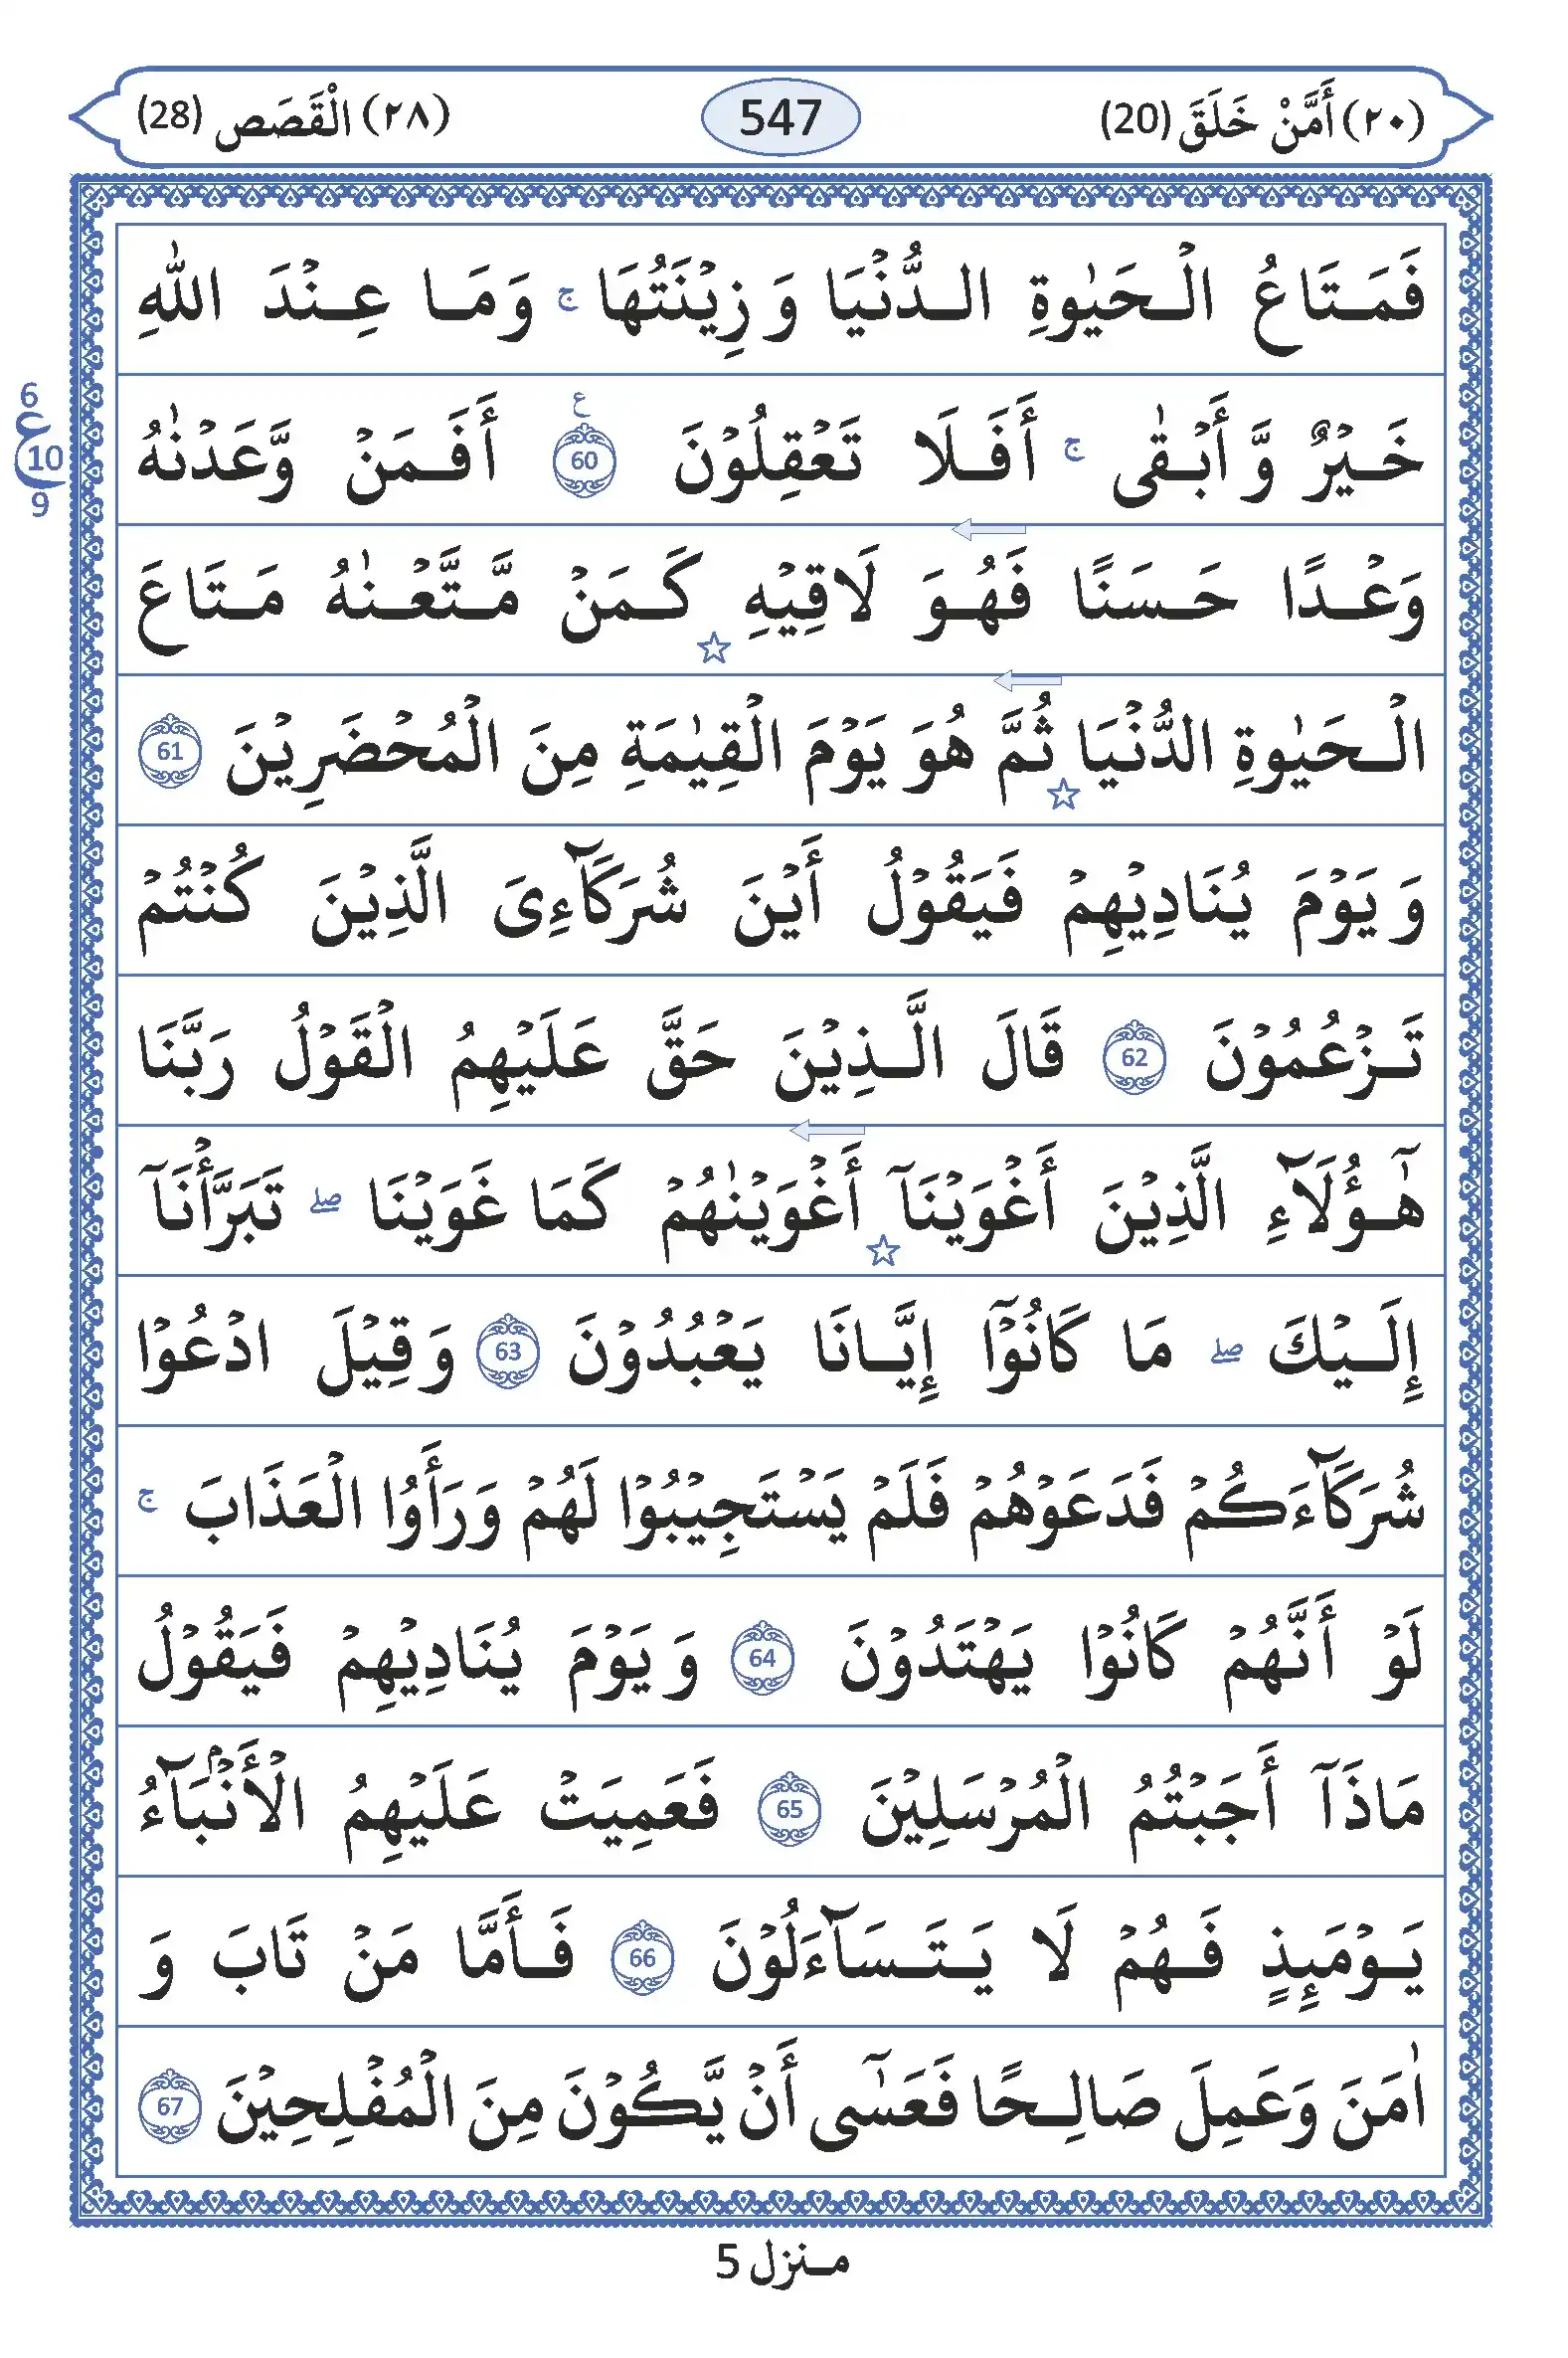 (٢٠) أَمَّنْ خَلَقَ (20) 547 (٢٨) الْقَصَص (28)
فَمَتَاعُ الْحَيٰوةِ الدُّنْيَا وَ زِيْنَتُهَا ج وَمَا عِنْدَ اللّٰهِ
خَيْرٌ وَّ أَبْقٰى ج أَفَلَا تَعْقِلُوْنَ ع 60 أَفَمَنْ وَّعَدْنٰهُ
6
ع 10
9
وَعْدًا حَسَنًا فَهُوَ لَاقِيْهِ ☆ كَمَنْ مَّتَّعْنٰهُ مَتَاعَ
الْحَيٰوةِ الدُّنْيَا ☆ ثُمَّ هُوَ يَوْمَ الْقِيٰمَةِ مِنَ الْمُحْضَرِيْنَ 61
وَ يَوْمَ يُنَادِيْهِمْ فَيَقُوْلُ أَيْنَ شُرَكَآءِىَ الَّذِيْنَ كُنْتُمْ
تَزْعُمُوْنَ 62 قَالَ الَّذِيْنَ حَقَّ عَلَيْهِمُ الْقَوْلُ رَبَّنَا
هٰٓؤُلَآءِ الَّذِيْنَ أَغْوَيْنَآ ☆ أَغْوَيْنٰهُمْ كَمَا غَوَيْنَا صلے تَبَرَّأْنَآ
إِلَيْكَ صلے مَا كَانُوْٓا إِيَّانَا يَعْبُدُوْنَ 63 وَ قِيْلَ ادْعُوْا
شُرَكَآءَكُمْ فَدَعَوْهُمْ فَلَمْ يَسْتَجِيْبُوْا لَهُمْ وَ رَأَوُا الْعَذَابَ ج
لَوْ أَنَّهُمْ كَانُوْا يَهْتَدُوْنَ 64 وَ يَوْمَ يُنَادِيْهِمْ فَيَقُوْلُ
مَاذَآ أَجَبْتُمُ الْمُرْسَلِيْنَ 65 فَعَمِيَتْ عَلَيْهِمُ الْأَنْۢبَآءُ
يَوْمَئِذٍ فَهُمْ لَا يَتَسَآءَلُوْنَ 66 فَأَمَّا مَنْ تَابَ وَ
اٰمَنَ وَعَمِلَ صَالِحًا فَعَسٰٓى أَنْ يَّكُوْنَ مِنَ الْمُفْلِحِيْنَ 67
منزل 5